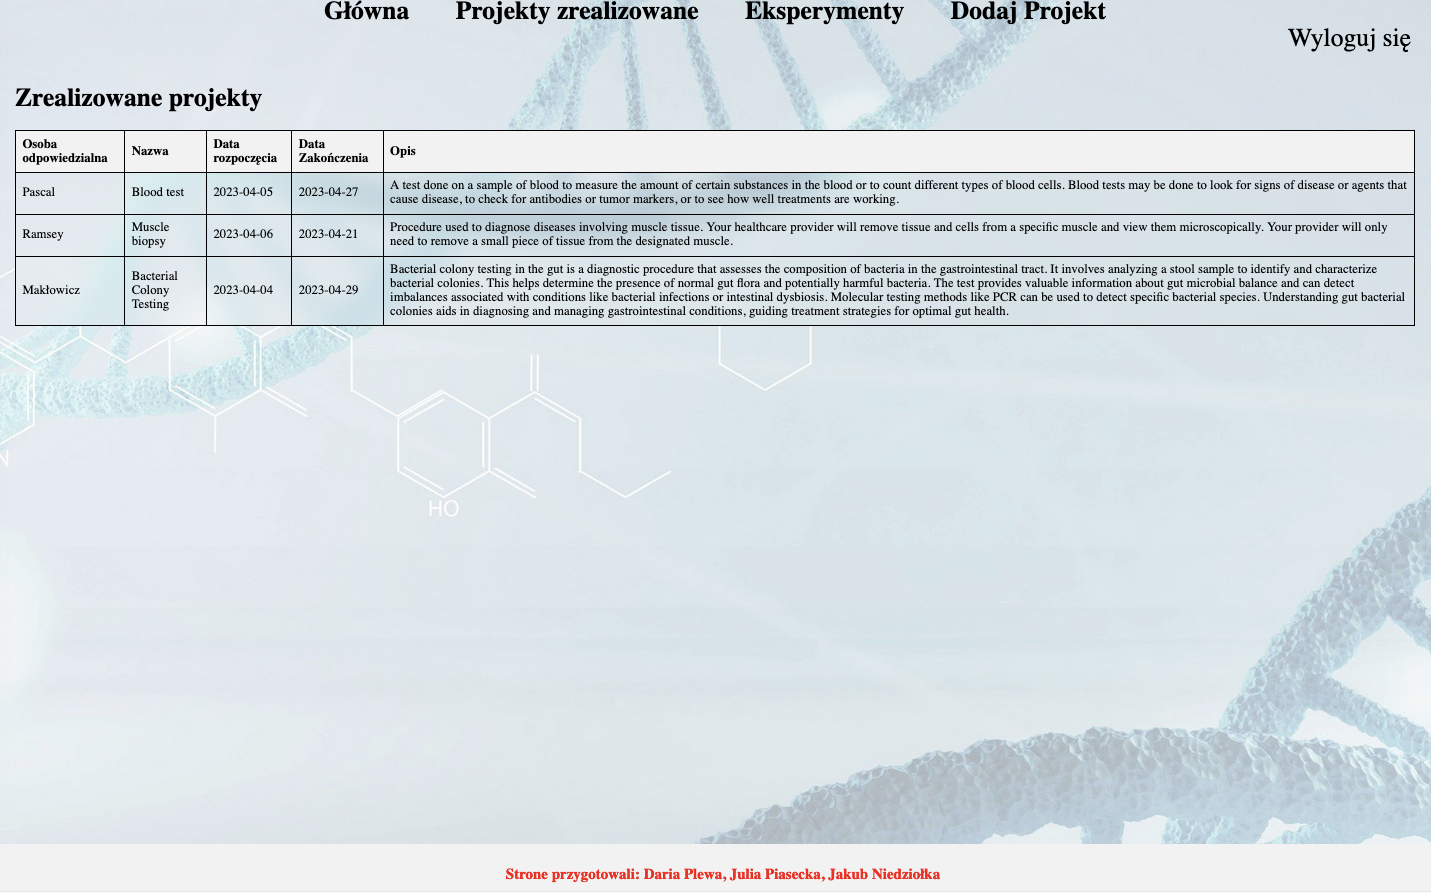 Główna Projekty zrealizowane Eksperymenty Dodaj Projekt
Wyloguj się
Zrealizowane projekty
Osoba odpowiedzialna Nazwa Data rozpoczęcia Data Zakończenia Opis
Pascal Blood test 2023-04-05 2023-04-27 A test done on a sample of blood to measure the amount of certain substances in the blood or to count different types of blood cells. Blood tests may be done to look for signs of disease or agents that
cause disease, to check for antibodies or tumor markers, or to see how well treatments are working.
Ramsey Muscle biopsy 2023-04-06 2023-04-21 Procedure used to diagnose diseases involving muscle tissue. Your healthcare provider will remove tissue and cells from a specific muscle and view them microscopically. Your provider will only
need to remove a small piece of tissue from the designated muscle.
Makłowicz Bacterial Colony Testing 2023-04-04 2023-04-29 Bacterial colony testing in the gut is a diagnostic procedure that assesses the composition of bacteria in the gastrointestinal tract. It involves analyzing a stool sample to identify and characterize
bacterial colonies. This helps determine the presence of normal gut flora and potentially harmful bacteria. The test provides valuable information about gut microbial balance and can detect
imbalances associated with conditions like bacterial infections or intestinal dysbiosis. Molecular testing methods like PCR can be used to detect specific bacterial species. Understanding gut bacterial
colonies aids in diagnosing and managing gastrointestinal conditions, guiding treatment strategies for optimal gut health.
N
HO
Strone przygotowali: Daria Plewa, Julia Piasecka, Jakub Niedziołka